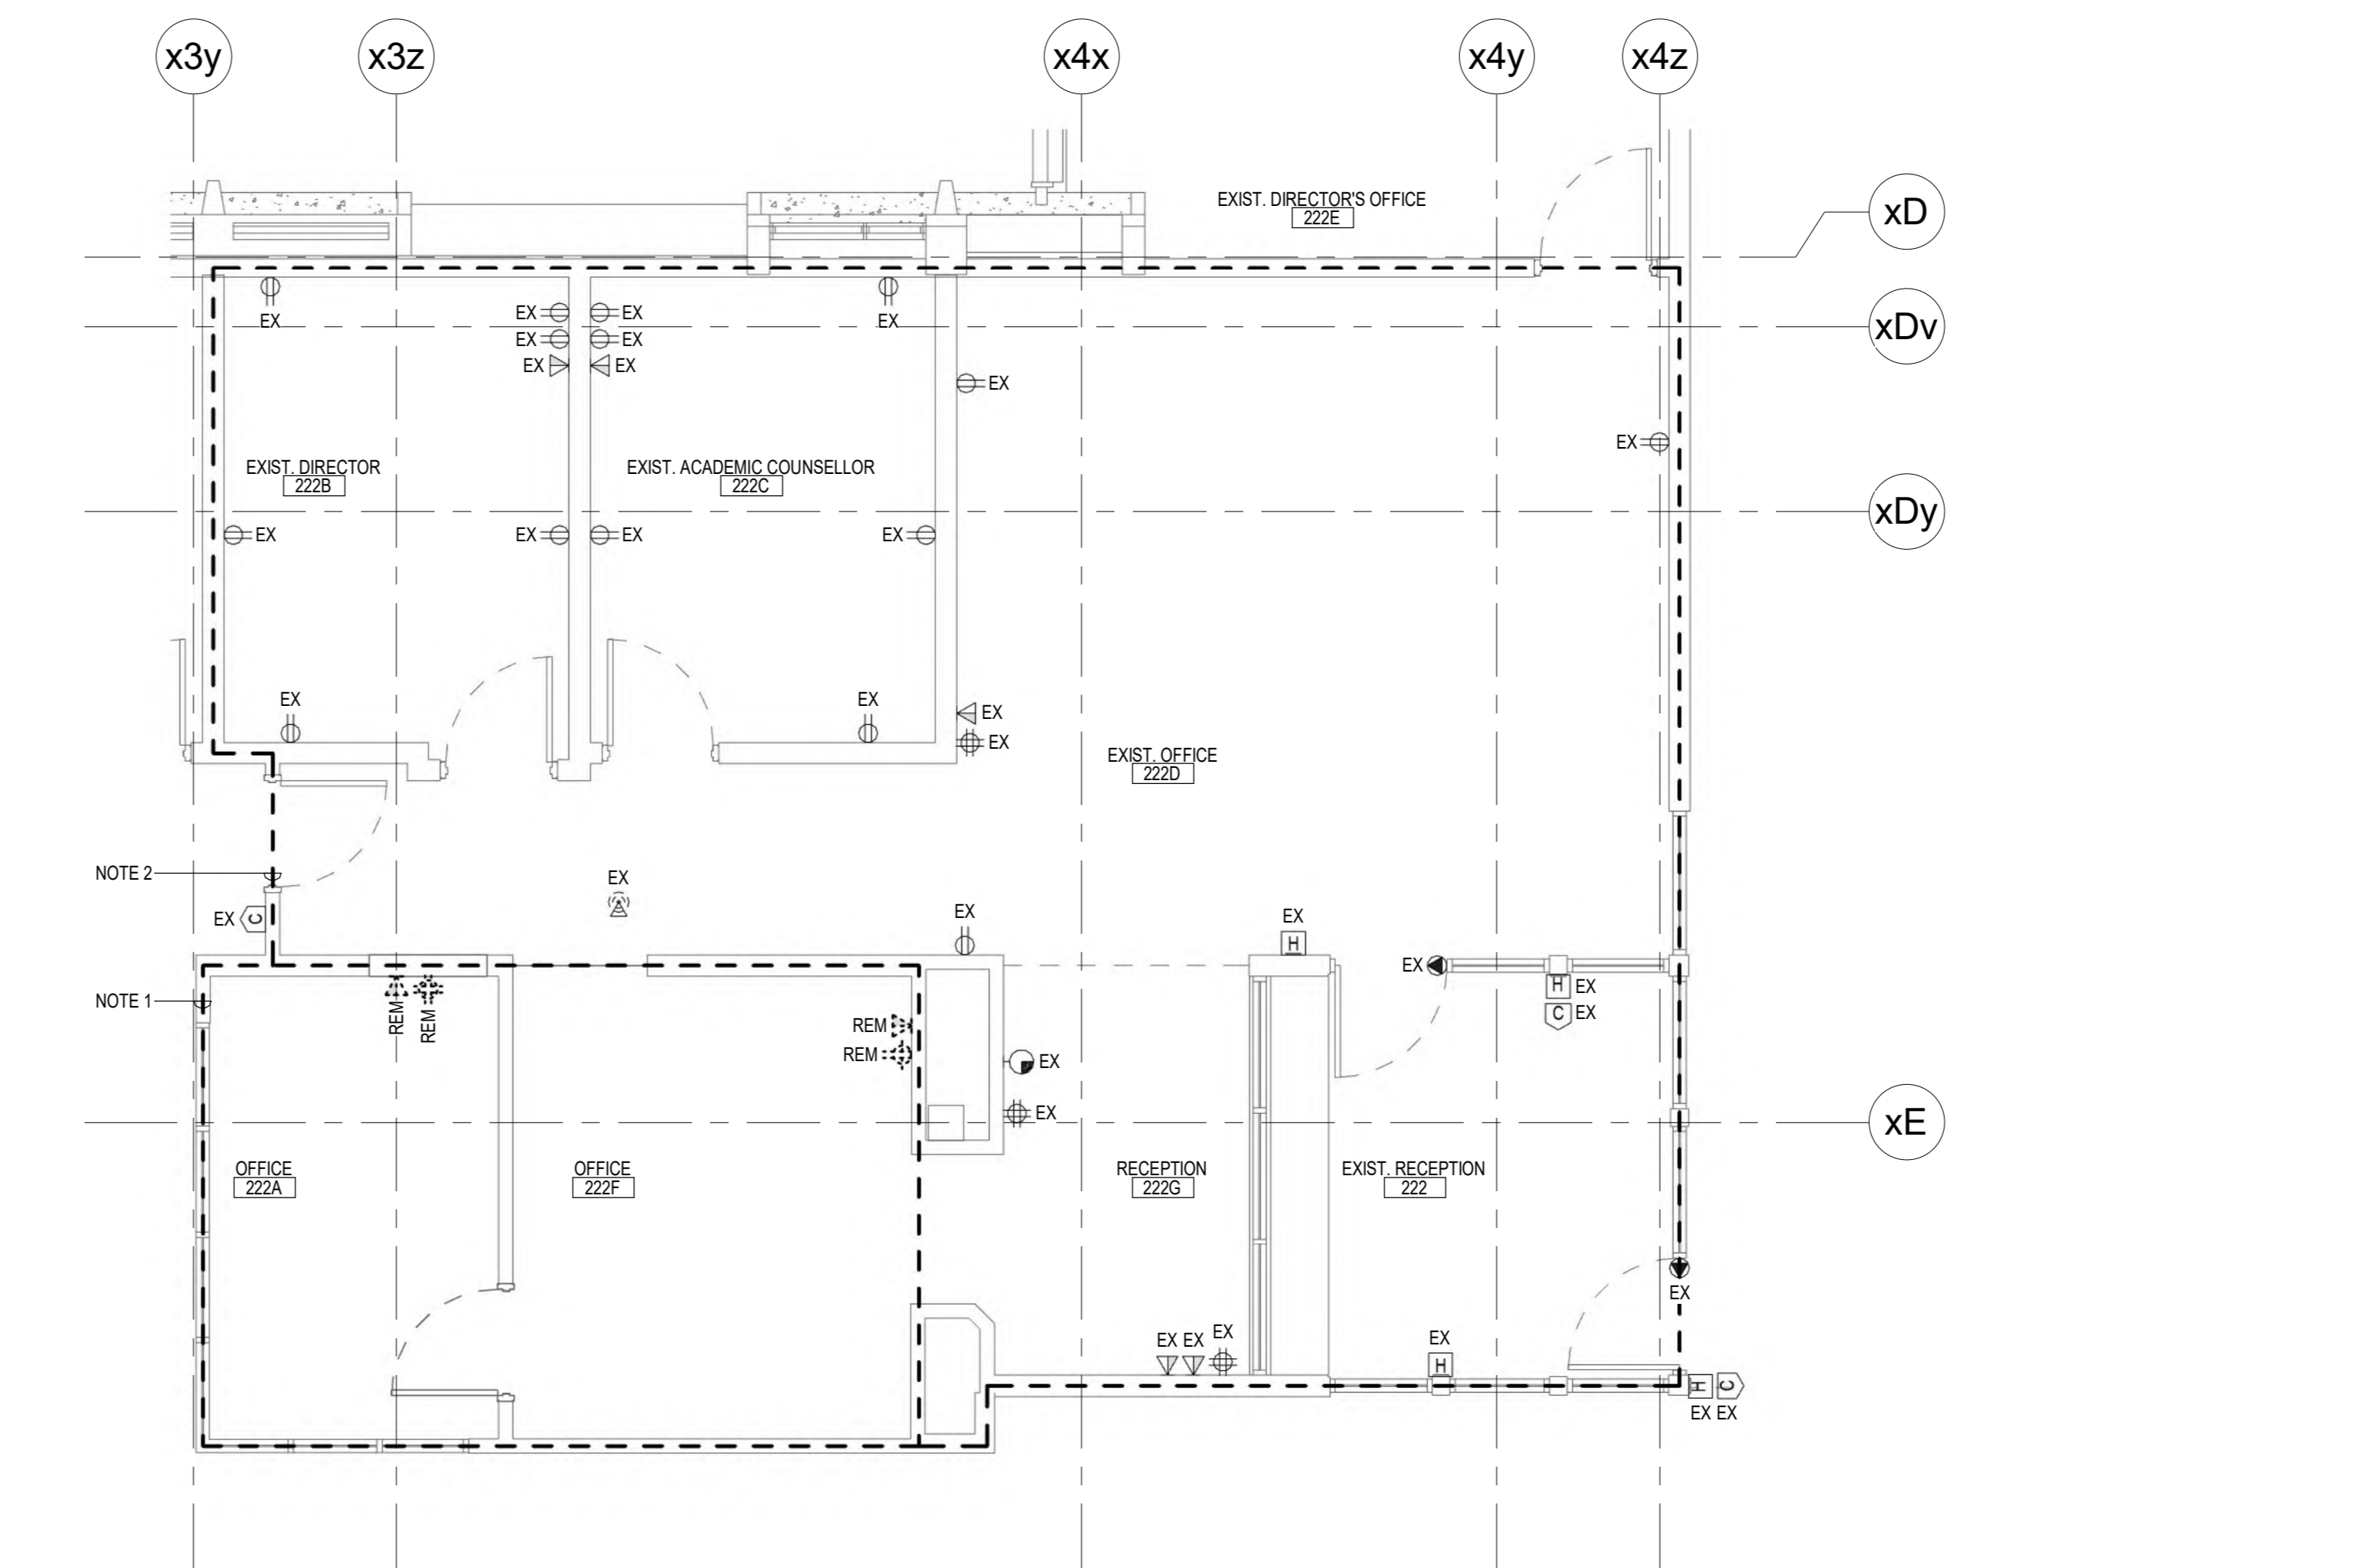 x3y
x3z
x4x
x4y
x4z
EXIST. DIRECTOR'S OFFICE
222E
xD
xDv
EX
EX
EX
EX
EX
EX
EX
EX
EX
EX
EX
EXIST. DIRECTOR
222B
EXIST. ACADEMIC COUNSELLOR
222C
xDy
EX
EX
EX
EX
EX
EX
EX
EX
EXIST. OFFICE
222D
NOTE 2
EX
EX
C
EX
EX
H
EX
EX
H
EX
C
NOTE 1
REM
REM
REM
REM
EX
EX
xE
OFFICE
222A
OFFICE
222F
RECEPTION
222G
EXIST. RECEPTION
222
EX
EX
EX
EX
EX
H
H
C
EX
EX